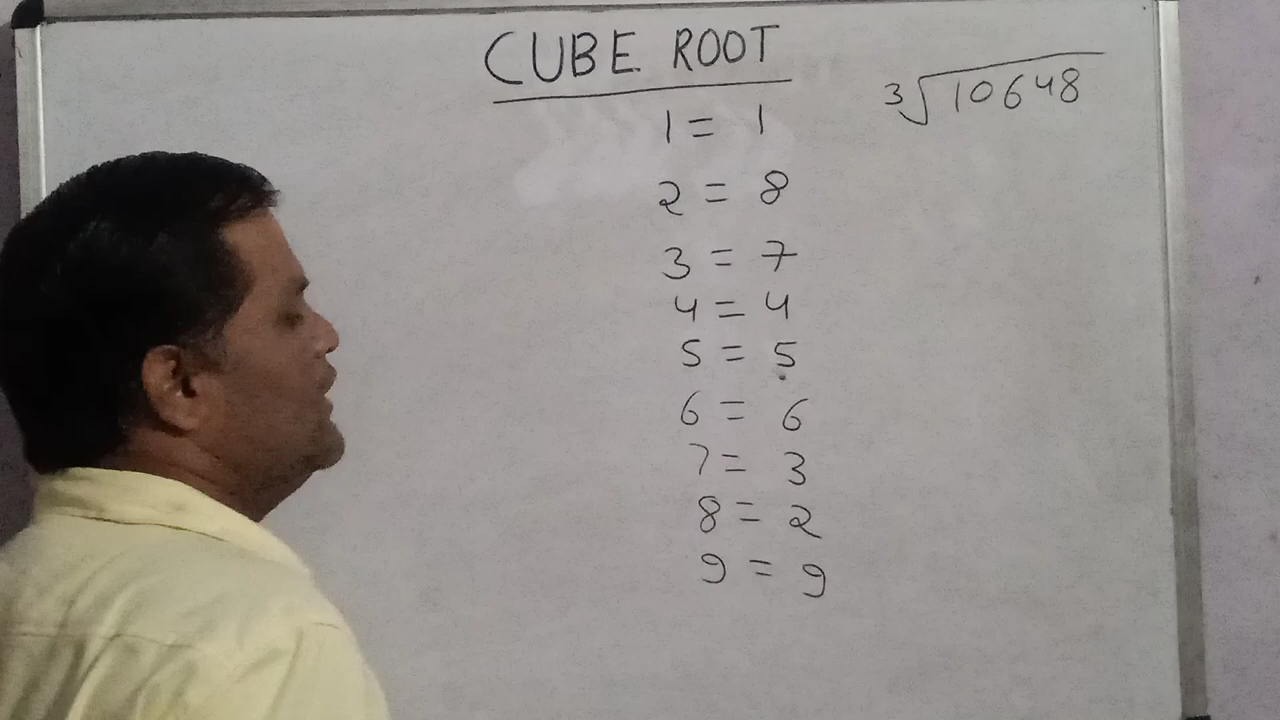 CUBE ROOT
3√10648
1 = 1
2 = 8
3 = 7
4 = 4
5 = 5
6 = 6
7 = 3
8 = 2
9 = 9